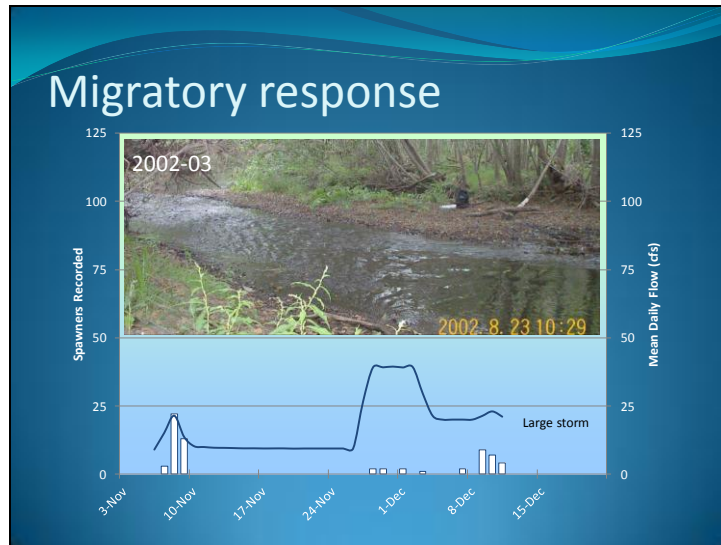 Migratory response
125
100
75
50
25
0
Spawners Recorded
2002-03
2002. 8. 23 10:29
Large storm
125
100
75
50
25
0
Mean Daily Flow (cfs)
3-Nov
10-Nov
17-Nov
24-Nov
1-Dec
8-Dec
15-Dec